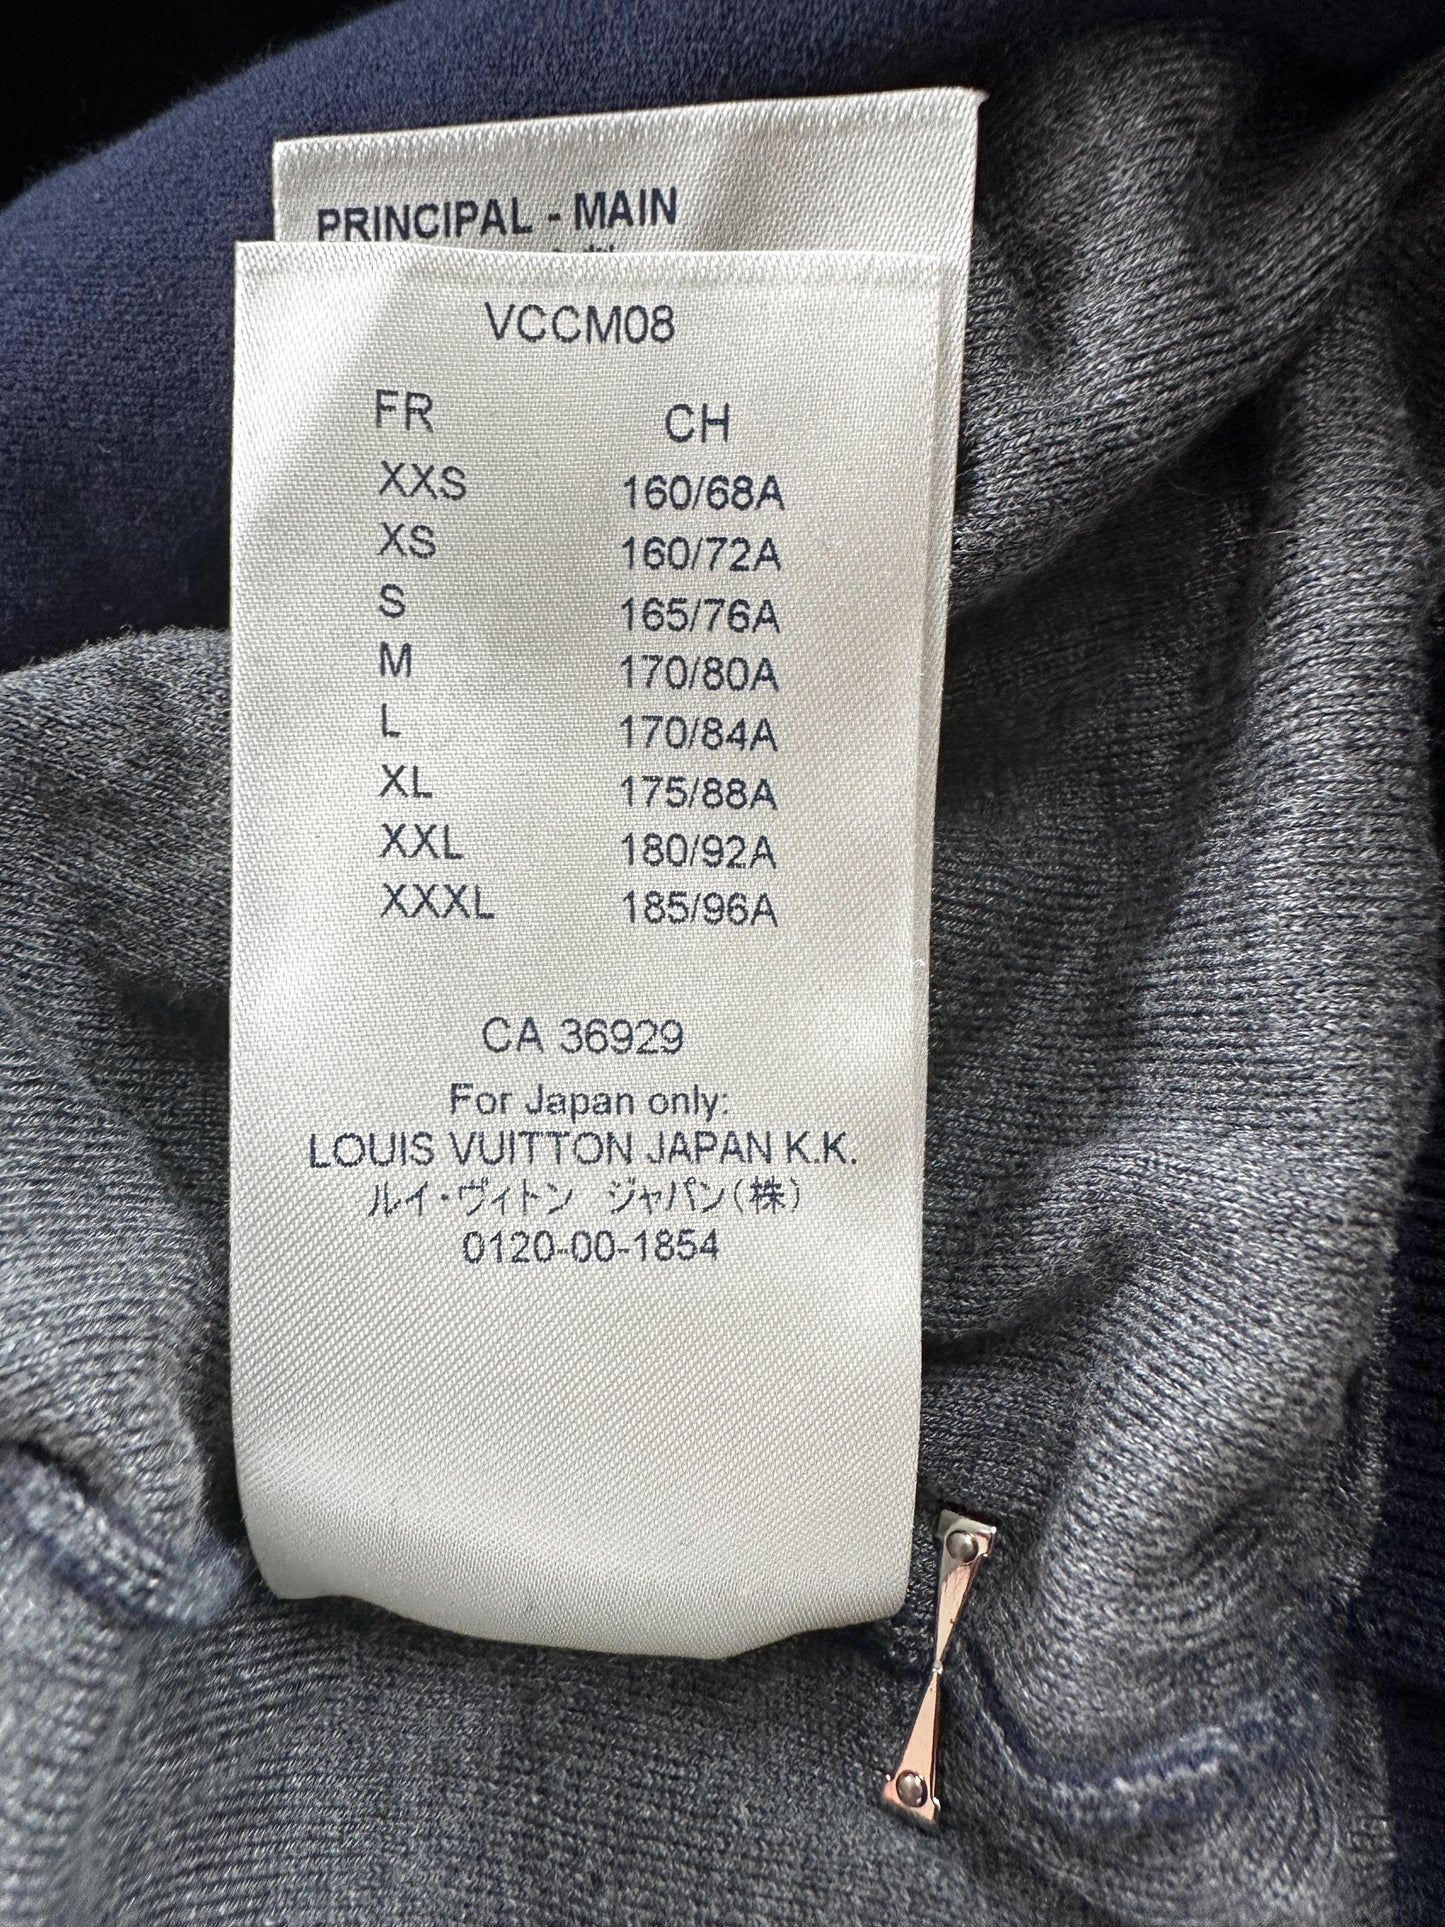 PRINCIPAL - MAIN
VCCM08
FR CH
XXS 160/68A
XS 160/72A
S 165/76A
M 170/80A
L 170/84A
XL 175/88A
XXL 180/92A
XXXL 185/96A
CA 36929
For Japan only:
LOUIS VUITTON JAPAN K.K.
ルイ・ヴィトン ジャパン(株)
0120-00-1854